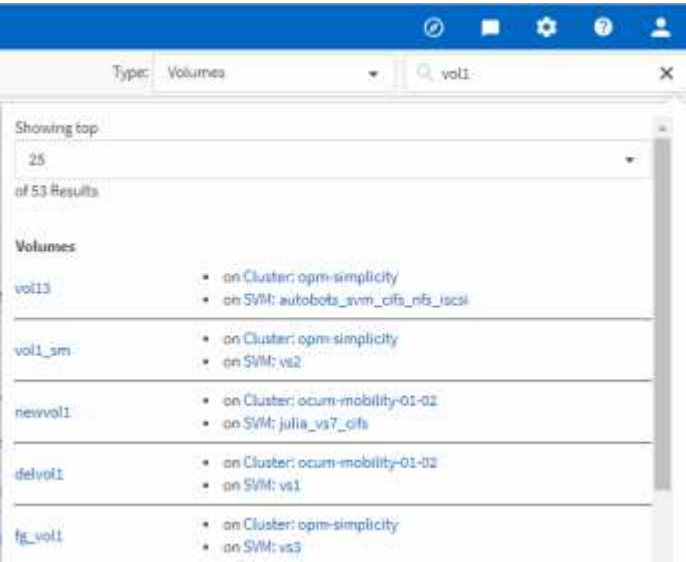 Type: Volumes vol1
Showing top
25
of 53 Results
Volumes
vol13
on Cluster: opm-simplicity
on SVM: autobots_svm_cifs_nfs_iscsi
vol1_sm
on Cluster: opm-simplicity
on SVM: vs2
newvol1
on Cluster: ocum-mobility-01-02
on SVM: julia_vs7_cifs
delvol1
on Cluster: ocum-mobility-01-02
on SVM: vs1
fg_vol1
on Cluster: opm-simplicity
on SVM: vs3